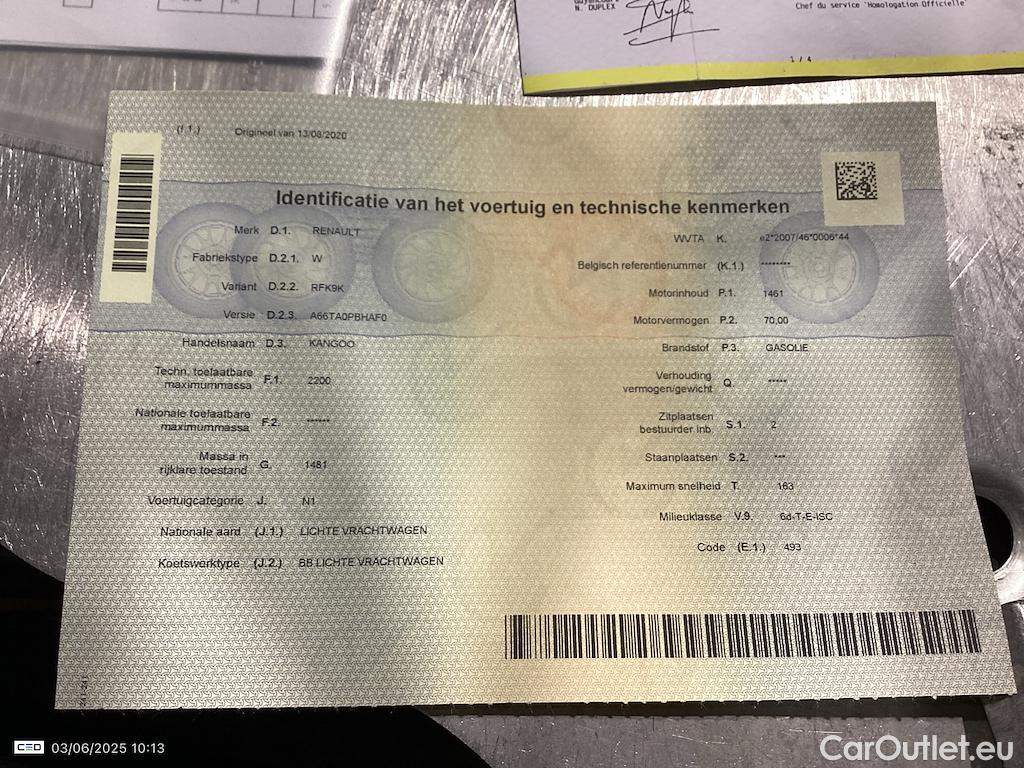 N. DUPLEX
Chef du service 'Homologation Officielle'
1 / 4
(I 1.) Origineel van 13/08/2020
Identificatie van het voertuig en technische kenmerken
Merk D.1. RENAULT
Fabriekstype D.2.1. W
Variant D.2.2. RFK9K
Versie D.2.3. A66TA0PBHAF0
Handelsnaam D.3. KANGOO
Techn. toelaatbare
maximummassa F.1. 2200
Nationale toelaatbare
maximummassa F.2. ******
Massa in
rijklare toestand G. 1481
Voertuigcategorie J. N1
Nationale aard (J.1.) LICHTE VRACHTWAGEN
Koetswerktype (J.2.) BB LICHTE VRACHTWAGEN
WVTA K. e2*2007/46*0006*44
Belgisch referentienummer (K.1.) ********
Motorinhoud P.1. 1461
Motorvermogen P.2. 70,00
Brandstof P.3. GASOLIE
Verhouding
vermogen/gewicht Q. *****
Zitplaatsen
bestuurder inb. S.1. 2
Staanplaatsen S.2. ***
Maximum snelheid T. 163
Milieuklasse V.9. 6d-T-E-ISC
Code (E.1.) 493
241-241
CEO 03/06/2025 10:13
CarOutlet.eu